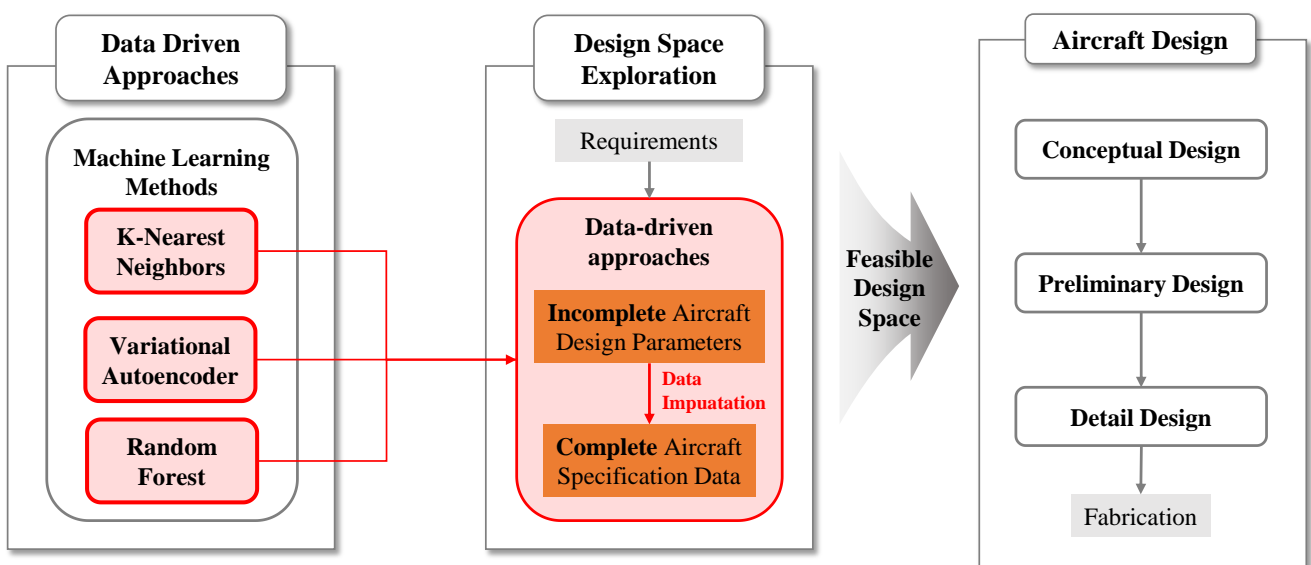 Data Driven
Approaches
Machine Learning
Methods
K-Nearest
Neighbors
Variational
Autoencoder
Random
Forest
Design Space
Exploration
Requirements
Data-driven
approaches
Incomplete Aircraft
Design Parameters
Data
Impuatation
Complete Aircraft
Specification Data
Feasible
Design
Space
Aircraft Design
Conceptual Design
Preliminary Design
Detail Design
Fabrication